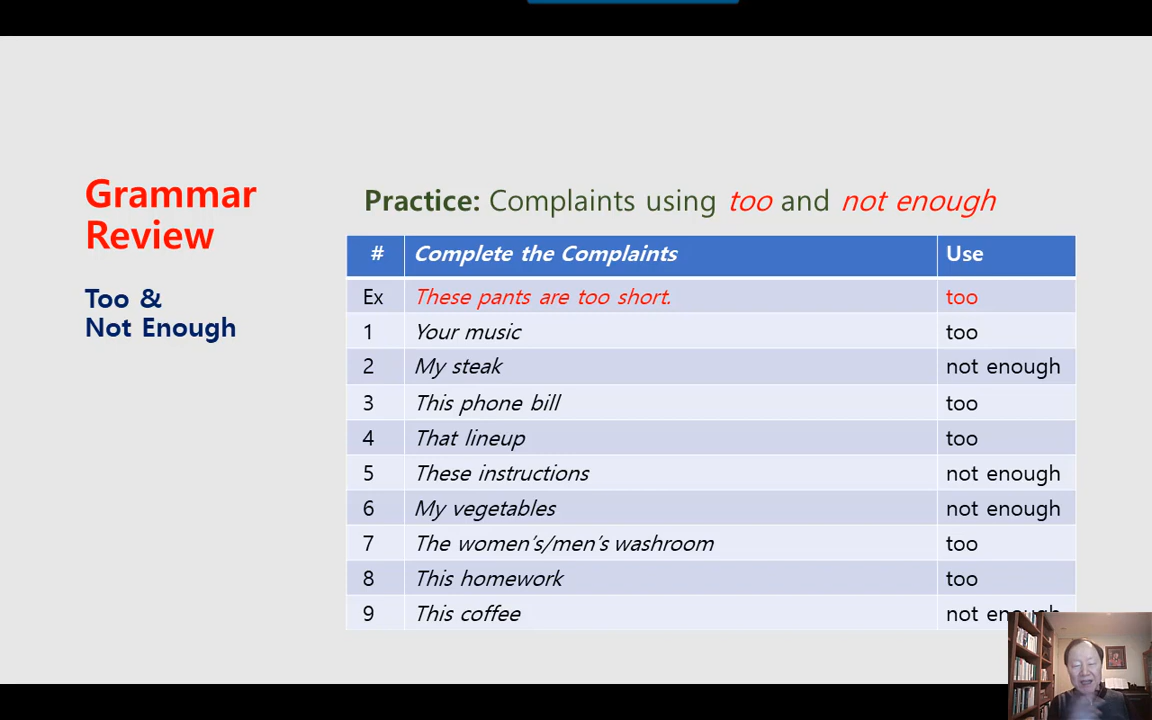 Grammar
Review
Too &
Not Enough
Practice: Complaints using too and not enough
# Complete the Complaints Use
Ex These pants are too short. too
1 Your music too
2 My steak not enough
3 This phone bill too
4 That lineup too
5 These instructions not enough
6 My vegetables not enough
7 The women's/men's washroom too
8 This homework too
9 This coffee not enough